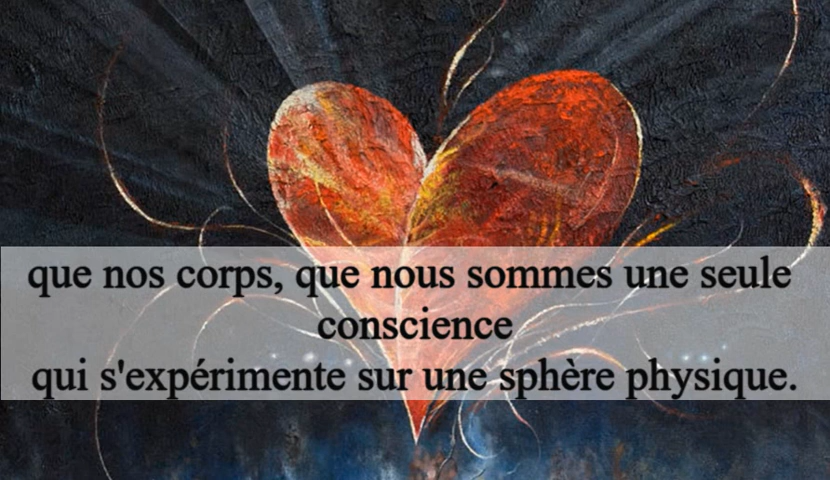 que nos corps, que nous sommes une seule
conscience
qui s'expérimente sur une sphère physique.